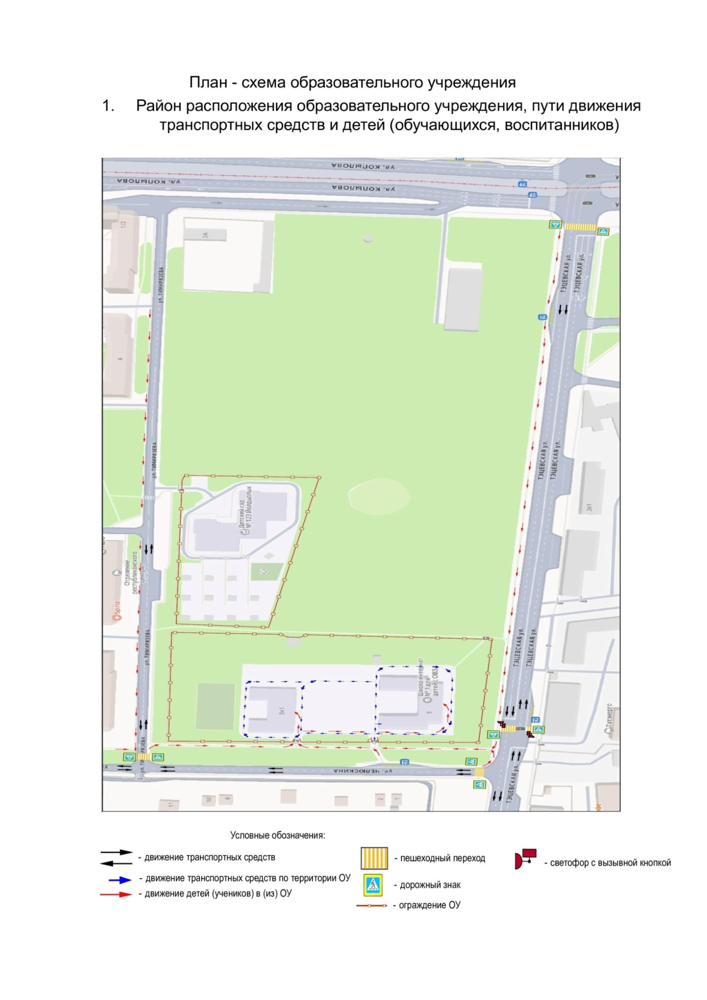 План - схема образовательного учреждения
1. Район расположения образовательного учреждения, пути движения
транспортных средств и детей (обучающихся, воспитанников)
ул. КОПЫЛОВА
ул. КОПЫЛОВА
ул. КОПЫЛОВА
1/2
2А
ул. ТИМИРЯЗЕВА
ТЭЦЕВСКАЯ ул.
ТЭЦЕВСКАЯ ул.
4
ул. ТИМИРЯЗЕВА
ТЭЦЕВСКАЯ ул.
ТЭЦЕВСКАЯ ул.
Детский сад
№ 123 Йолдызлык
2к1
Отделение
республиканского
центра
Spina
ул. ТИМИРЯЗЕВА
ТЭЦЕВСКАЯ ул.
ТЭЦЕВСКАЯ ул.
Р
Школа-интернат
№ 1 для
детей с ОВЗ
3к1
3
Татэнерго
ул. ТИ
РЯЗЕВА
ул. ЧЕЛЮСКИНА
ТЭЦЕВСКАЯ ул.
11
10
9
2
1
фе
Условные обозначения:
- движение транспортных средств
- движение транспортных средств по территории ОУ
- движение детей (учеников) в (из) ОУ
- пешеходный переход
- дорожный знак
- ограждение ОУ
- светофор с вызывной кнопкой